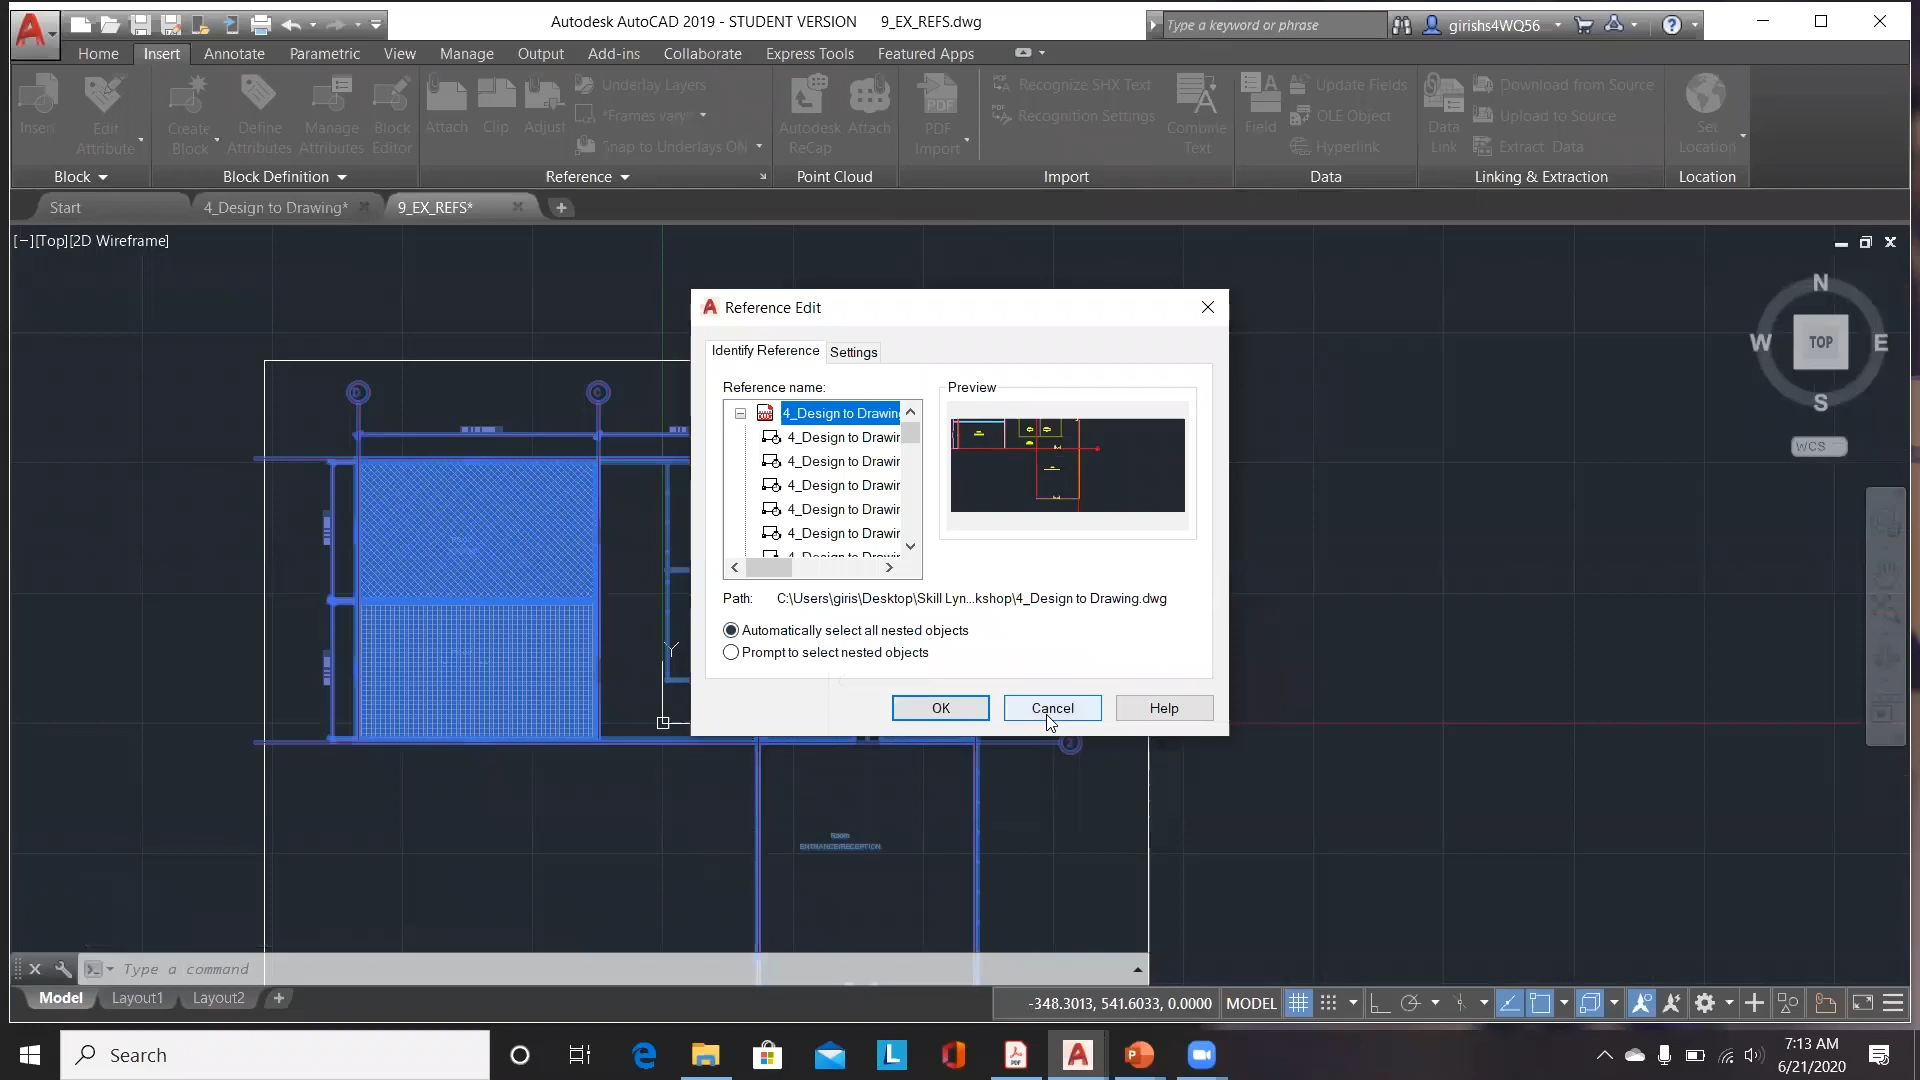 Autodesk AutoCAD 2019 - STUDENT VERSION 9_EX_REFS.dwg
Type a keyword or phrase
girishs4WQ56
Home Insert Annotate Parametric View Manage Output Add-ins Collaborate Express Tools Featured Apps
Insert
Edit
Attribute
Create
Block
Define
Attributes
Manage
Attributes
Block
Editor
Attach
Clip
Adjust
Underlay Layers
*Frames vary*
Snap to Underlays ON
Autodesk
ReCap
Attach
PDF
Import
Recognize SHX Text
Recognition Settings
Combine
Text
Field
Update Fields
OLE Object
Hyperlink
Data
Link
Download from Source
Upload to Source
Extract Data
Set
Location
Block Block Definition Reference Point Cloud Import Data Linking & Extraction Location
Start 4_Design to Drawing* 9_EX_REFS*
[−][Top][2D Wireframe]
N
W TOP E
S
WCS
Reference Edit
Identify Reference Settings
Reference name:
4_Design to Drawing
4_Design to Drawir
4_Design to Drawir
4_Design to Drawir
4_Design to Drawir
4_Design to Drawir
4_Design to Drawir
Preview
Path: C:\Users\giris\Desktop\Skill Lyn...kshop\4_Design to Drawing.dwg
Automatically select all nested objects
Prompt to select nested objects
OK Cancel Help
Y
2
Room
ENTRANCE/RECEPTION
Type a command
Model Layout1 Layout2
-348.3013, 541.6033, 0.0000 MODEL
Search
7:13 AM
6/21/2020